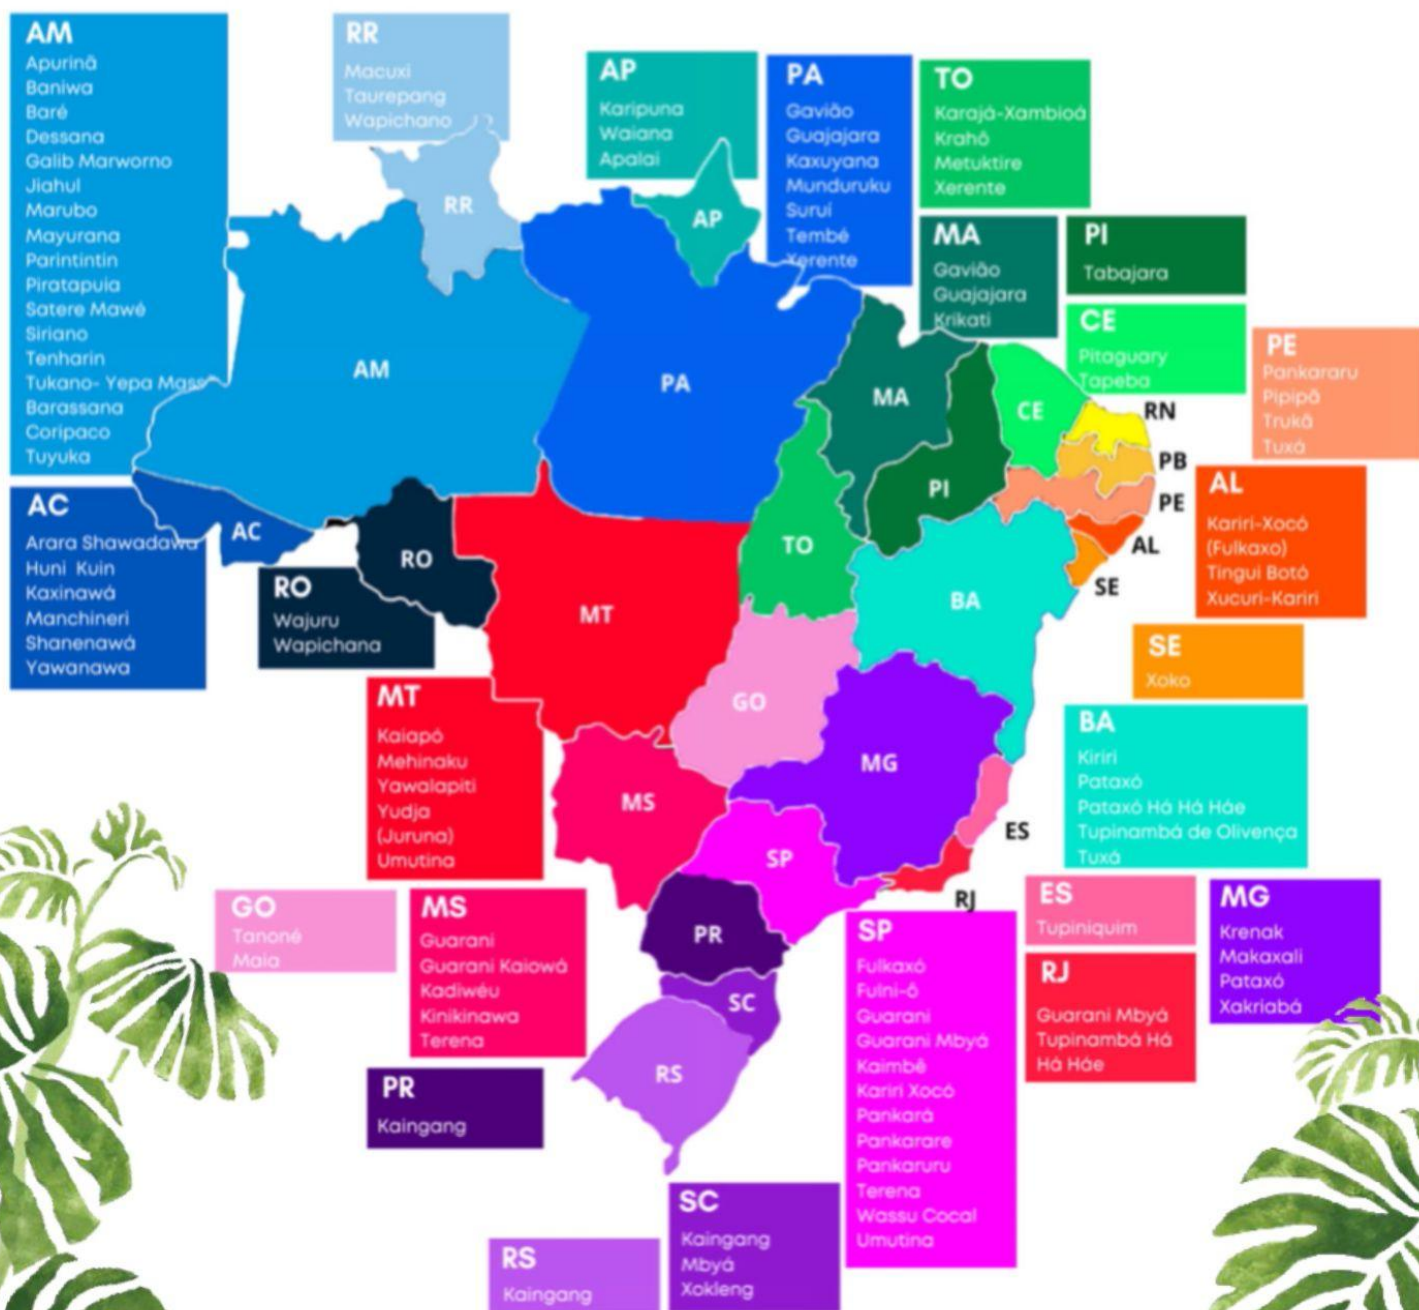 AM
Apurinã
Baniwa
Baré
Dessana
Galib Marworno
Jiahul
Marubo
Mayurana
Parintintin
Piratapuia
Satere Mawé
Siriano
Tenharin
Tukano- Yepa
Barassana
Coripaco
Tuyuka
RR
Macuxi
Taurepang
Wapichano
AP
Karipuna
Waiana
Apalai
PA
Gavião
Guajajara
Kaxuyana
Munduruku
Suruí
Tembé
Xerente
TO
Karajá-Xambioá
Krahô
Metuktire
Xerente
MA
Gavião
Guajajara
Krikati
PI
Tabajara
CE
Pitaguary
Tapeba
PE
Pankararu
Pipipã
Trukã
Tuxá
RR
AP
AM
PA
MA
CE
RN
PB
PE
PI
AL
SE
AC
RO
TO
MT
BA
GO
MG
MS
ES
SP
RJ
PR
SC
RS
AC
Arara Shawadawa
Huni Kuin
Kaxinawá
Manchineri
Shanenawá
Yawanawa
RO
Wajuru
Wapichana
AL
Kariri-Xocó
(Fulkaxo)
Tingui Botó
Xucuri-Kariri
SE
Xoko
MT
Kaiapó
Mehinaku
Yawalapiti
Yudja
(Juruna)
Umutina
BA
Kiriri
Pataxó
Pataxó Há Há Háe
Tupinambá de Olivença
Tuxá
GO
Tanoné
Maia
MS
Guarani
Guarani Kaiowá
Kadiwéu
Kinikinawa
Terena
SP
Fulkaxó
Fulni-ô
Guarani
Guarani Mbyá
Kaimbê
Kariri Xocó
Pankará
Pankarare
Pankaruru
Terena
Wassu Cocal
Umutina
ES
Tupiniquim
MG
Krenak
Makaxali
Pataxó
Xakriabá
RJ
Guarani Mbyá
Tupinambá Há
Há Háe
PR
Kaingang
SC
Kaingang
Mbyá
Xokleng
RS
Kaingang